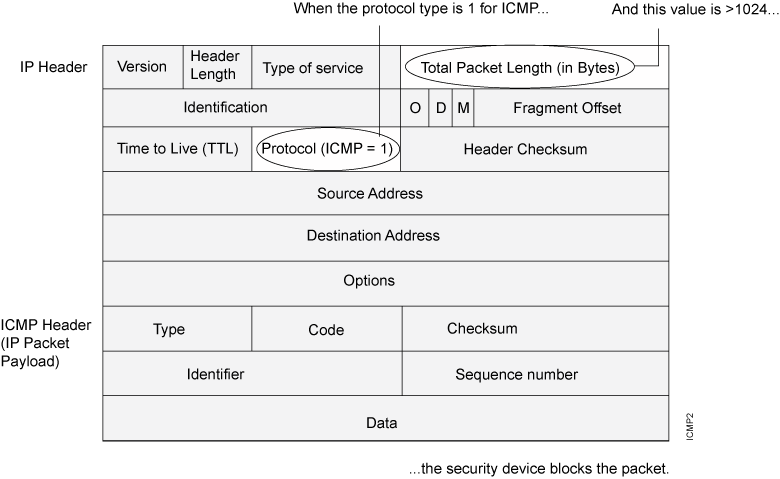 When the protocol type is 1 for ICMP...
And this value is >1024...
IP Header
Version
Header
Length
Type of service
Total Packet Length (in Bytes)
Identification
O
D
M
Fragment Offset
Time to Live (TTL)
Protocol (ICMP = 1)
Header Checksum
Source Address
Destination Address
Options
ICMP Header
(IP Packet
Payload)
Type
Code
Checksum
Identifier
Sequence number
Data
ICMP2
...the security device blocks the packet.